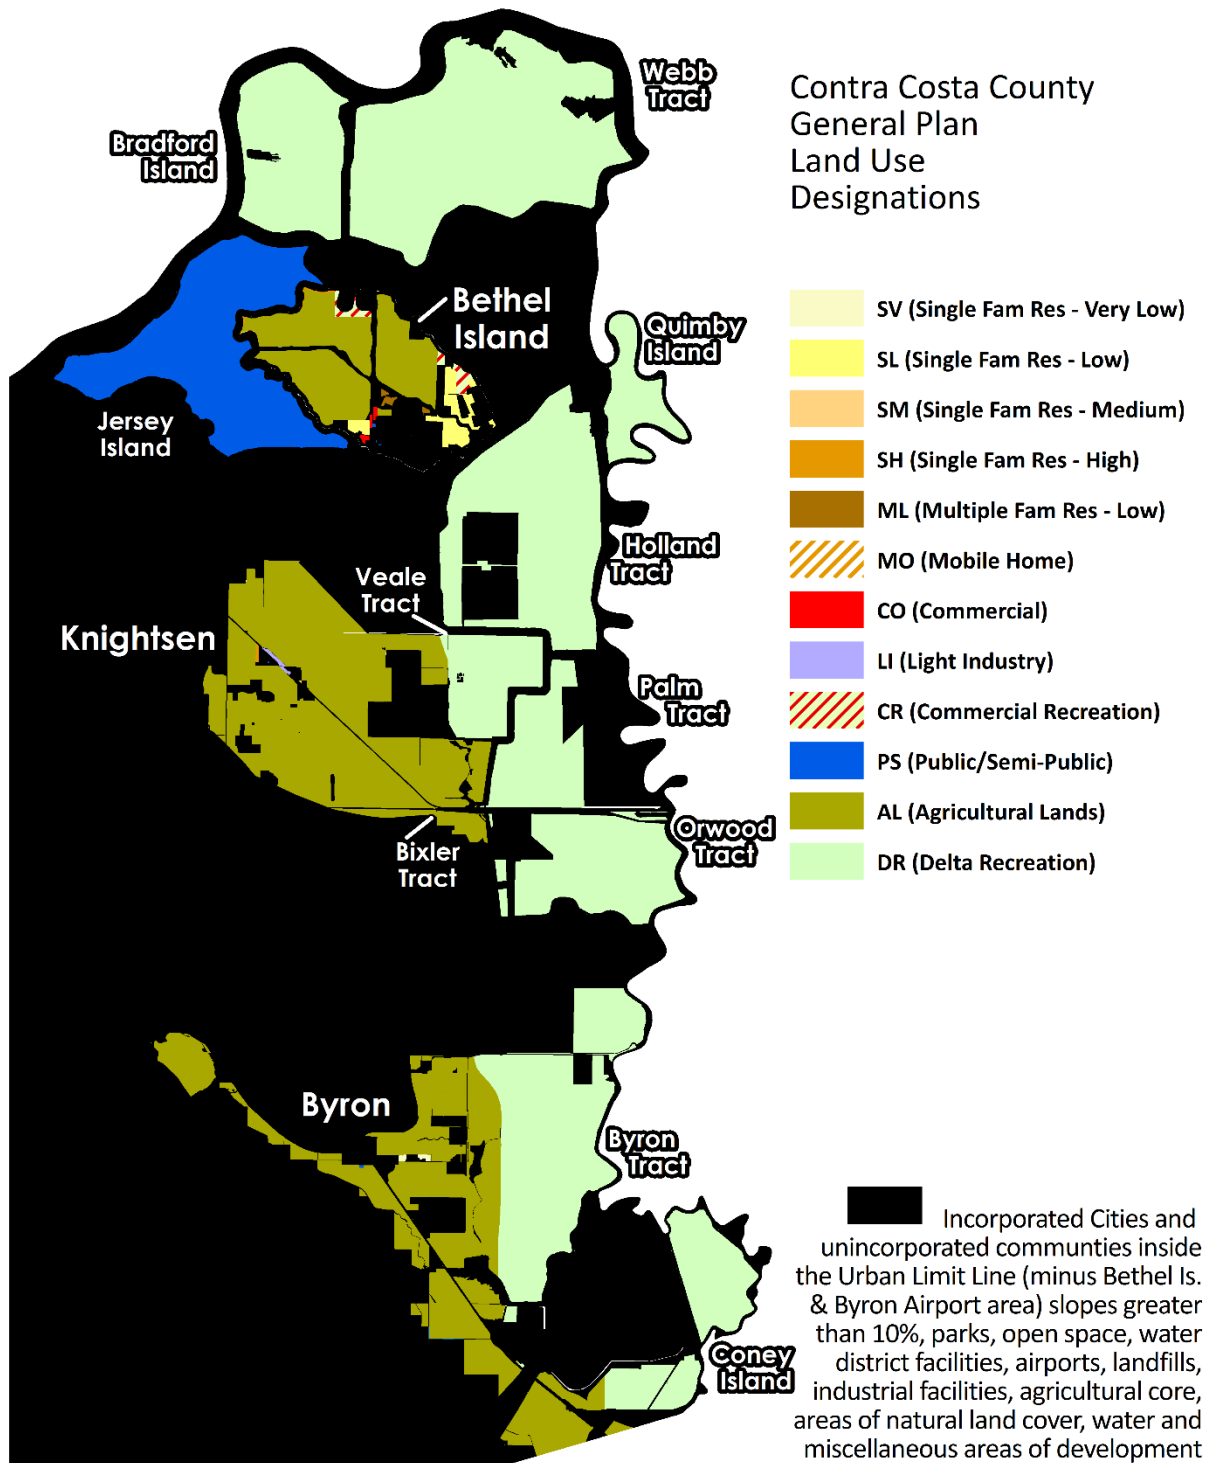 Contra Costa County
General Plan
Land Use
Designations
SV (Single Fam Res - Very Low)
SL (Single Fam Res - Low)
SM (Single Fam Res - Medium)
SH (Single Fam Res - High)
ML (Multiple Fam Res - Low)
MO (Mobile Home)
CO (Commercial)
LI (Light Industry)
CR (Commercial Recreation)
PS (Public/Semi-Public)
AL (Agricultural Lands)
DR (Delta Recreation)
Webb
Tract
Bradford
Island
Bethel
Island
Quimby
Island
Jersey
Island
Holland
Tract
Veale
Tract
Knightsen
Palm
Tract
Orwood
Tract
Bixler
Tract
Byron
Byron
Tract
Coney
Island
Incorporated Cities and
unincorporated communties inside
the Urban Limit Line (minus Bethel Is.
& Byron Airport area) slopes greater
than 10%, parks, open space, water
district facilities, airports, landfills,
industrial facilities, agricultural core,
areas of natural land cover, water and
miscellaneous areas of development